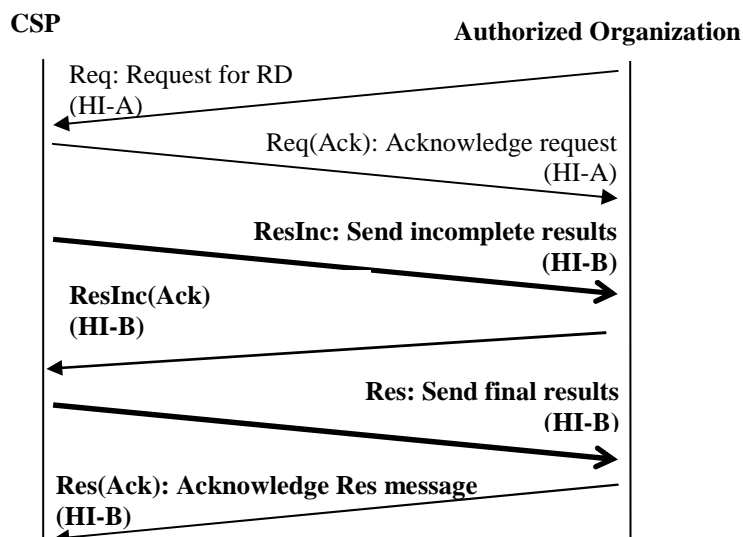 CSP
Authorized Organization
Req: Request for RD
(HI-A)
Req(Ack): Acknowledge request
(HI-A)
ResInc: Send incomplete results
(HI-B)
ResInc(Ack)
(HI-B)
Res: Send final results
(HI-B)
Res(Ack): Acknowledge Res message
(HI-B)